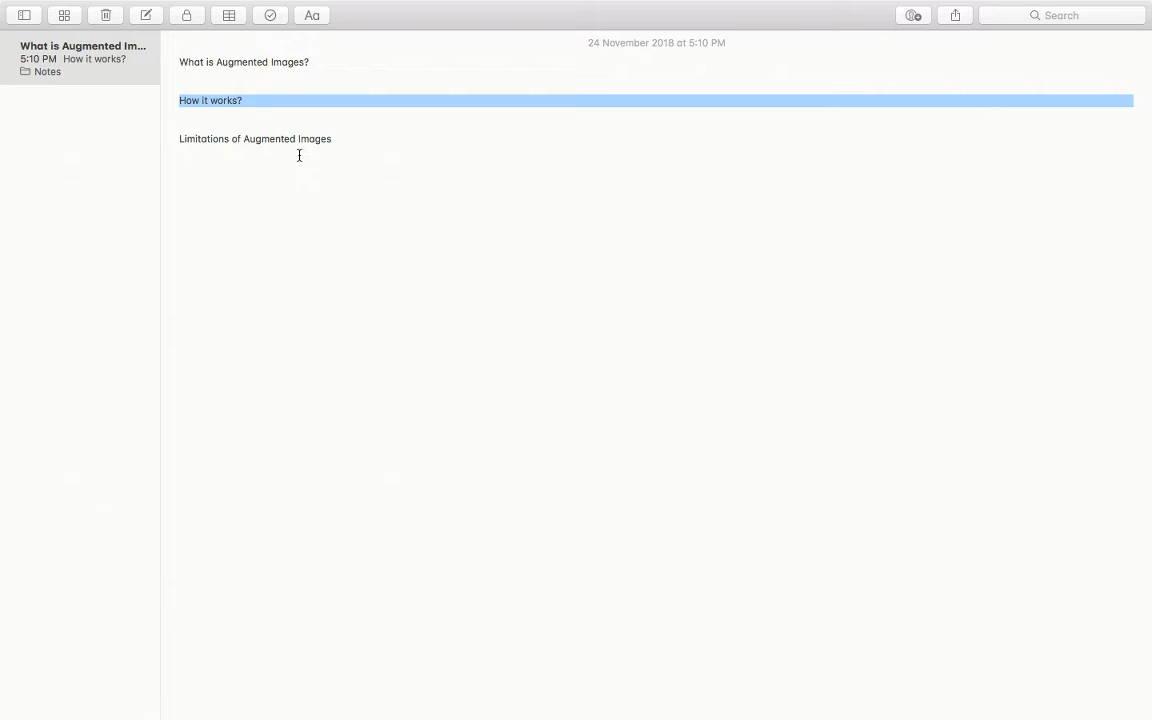 Aa
Search
What is Augmented Im...
5:10 PM How it works?
Notes
24 November 2018 at 5:10 PM
What is Augmented Images?
How it works?
Limitations of Augmented Images